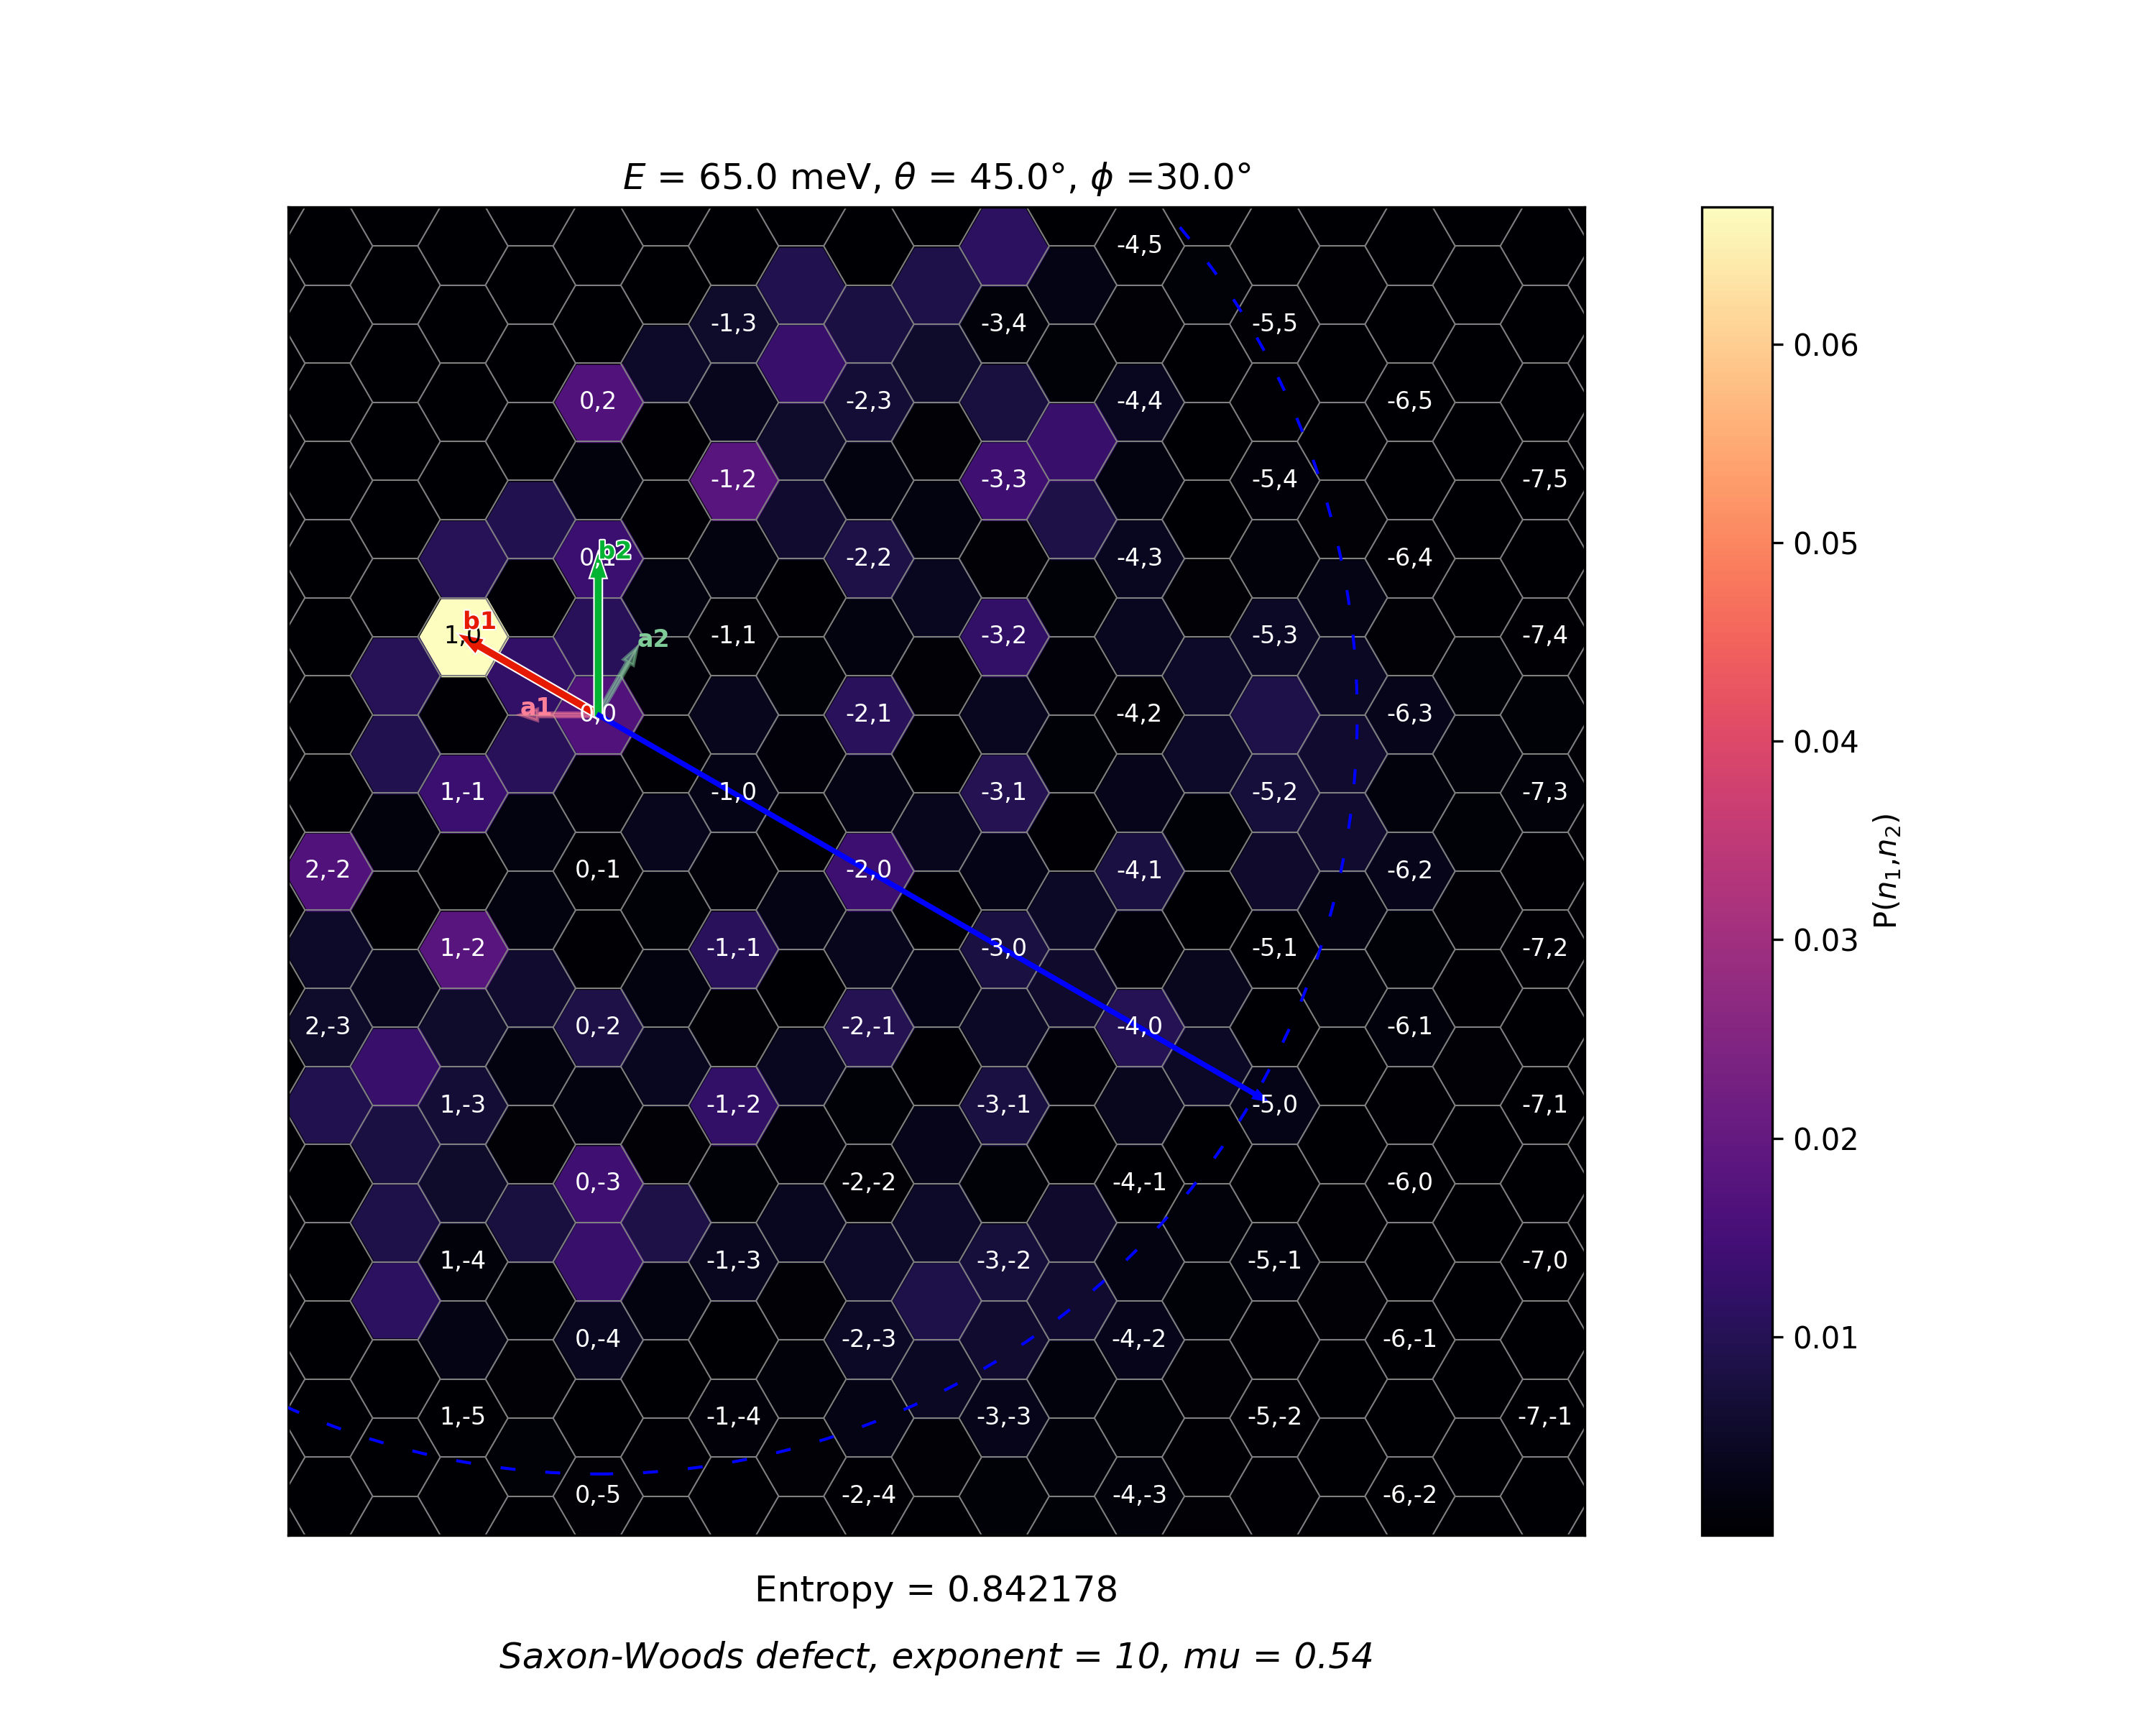 E = 65.0 meV, θ = 45.0°, ϕ =30.0°
-4,5
-1,3 -3,4 -5,5
0,2 -2,3 -4,4 -6,5
-1,2 -3,3 -5,4 -7,5
0,1 b2 -2,2 -4,3 -6,4
1,0 b1 a2 -1,1 -3,2 -5,3 -7,4
a1 0,0 -2,1 -4,2 -6,3
1,-1 -1,0 -3,1 -5,2 -7,3
2,-2 0,-1 -2,0 -4,1 -6,2
1,-2 -1,-1 -3,0 -5,1 -7,2
2,-3 0,-2 -2,-1 -4,0 -6,1
1,-3 -1,-2 -3,-1 -5,0 -7,1
0,-3 -2,-2 -4,-1 -6,0
1,-4 -1,-3 -3,-2 -5,-1 -7,0
0,-4 -2,-3 -4,-2 -6,-1
1,-5 -1,-4 -3,-3 -5,-2 -7,-1
0,-5 -2,-4 -4,-3 -6,-2
0.06
0.05
0.04
0.03
0.02
0.01
P(n₁,n₂)
Entropy = 0.842178
Saxon-Woods defect, exponent = 10, mu = 0.54